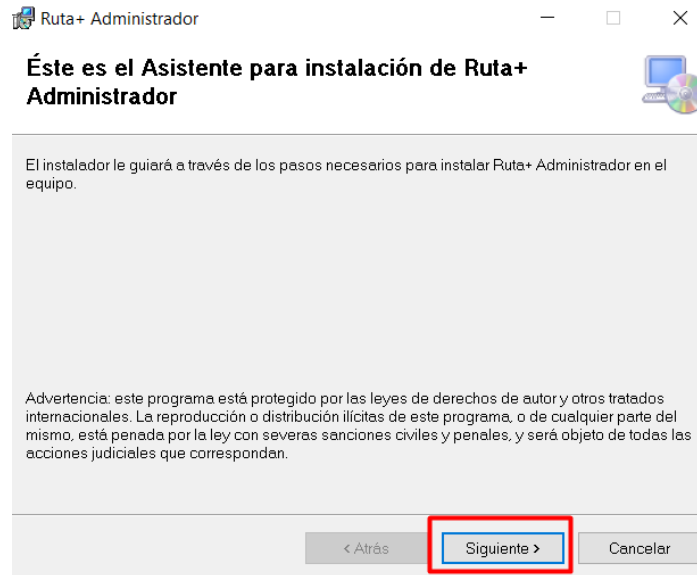 Ruta+ Administrador
Éste es el Asistente para instalación de Ruta+
Administrador
El instalador le guiará a través de los pasos necesarios para instalar Ruta+ Administrador en el
equipo.
Advertencia: este programa está protegido por las leyes de derechos de autor y otros tratados
internacionales. La reproducción o distribución ilícitas de este programa, o de cualquier parte del
mismo, está penada por la ley con severas sanciones civiles y penales, y será objeto de todas las
acciones judiciales que correspondan.
< Atrás Siguiente > Cancelar